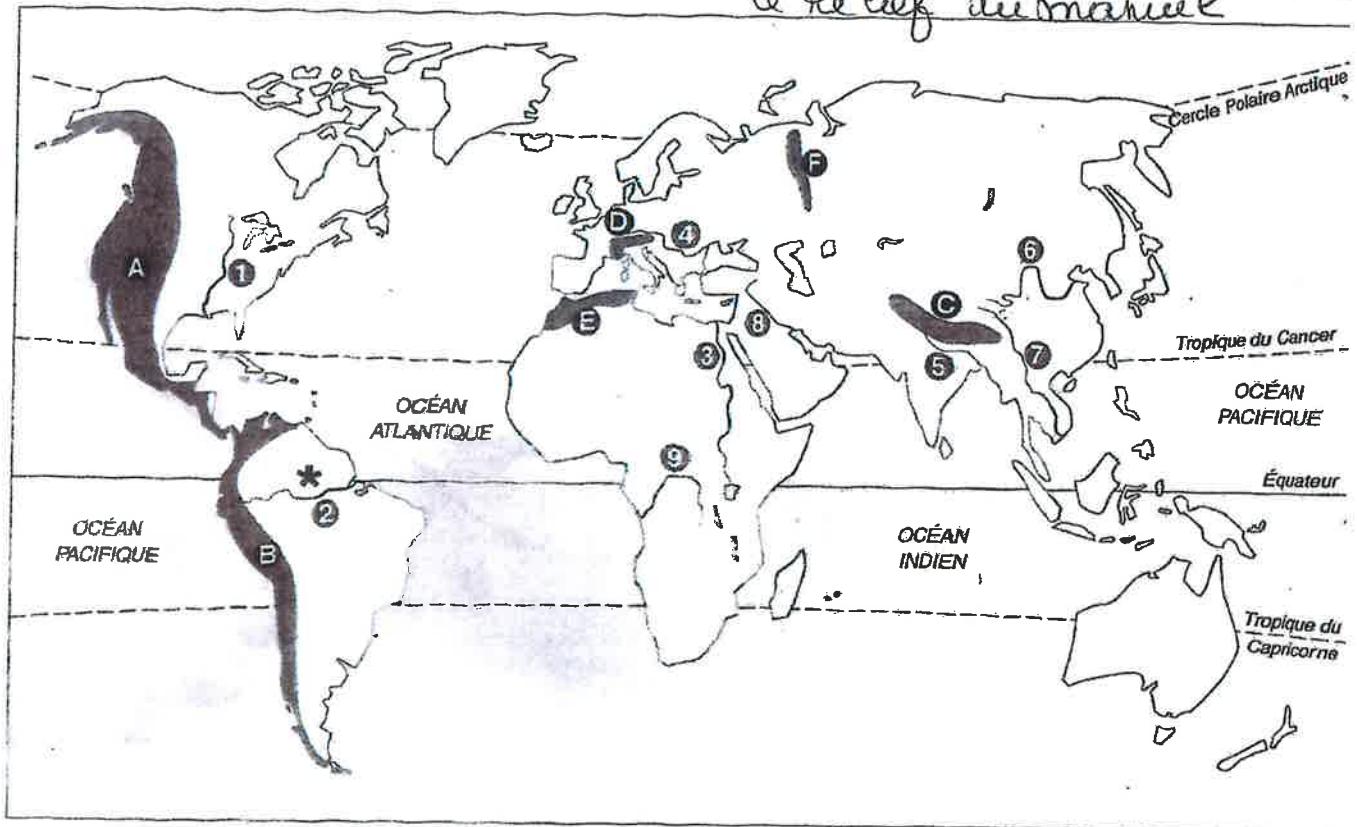 le relief du manuel
Cercle Polaire Arctique
F
D
4
6
A
1
C
E
8
3
5
7
Tropique du Cancer
OCÉAN
ATLANTIQUE
OCÉAN
PACIFIQUE
9
*
Équateur
2
OCÉAN
PACIFIQUE
B
OCÉAN
INDIEN
Tropique du
Capricorne